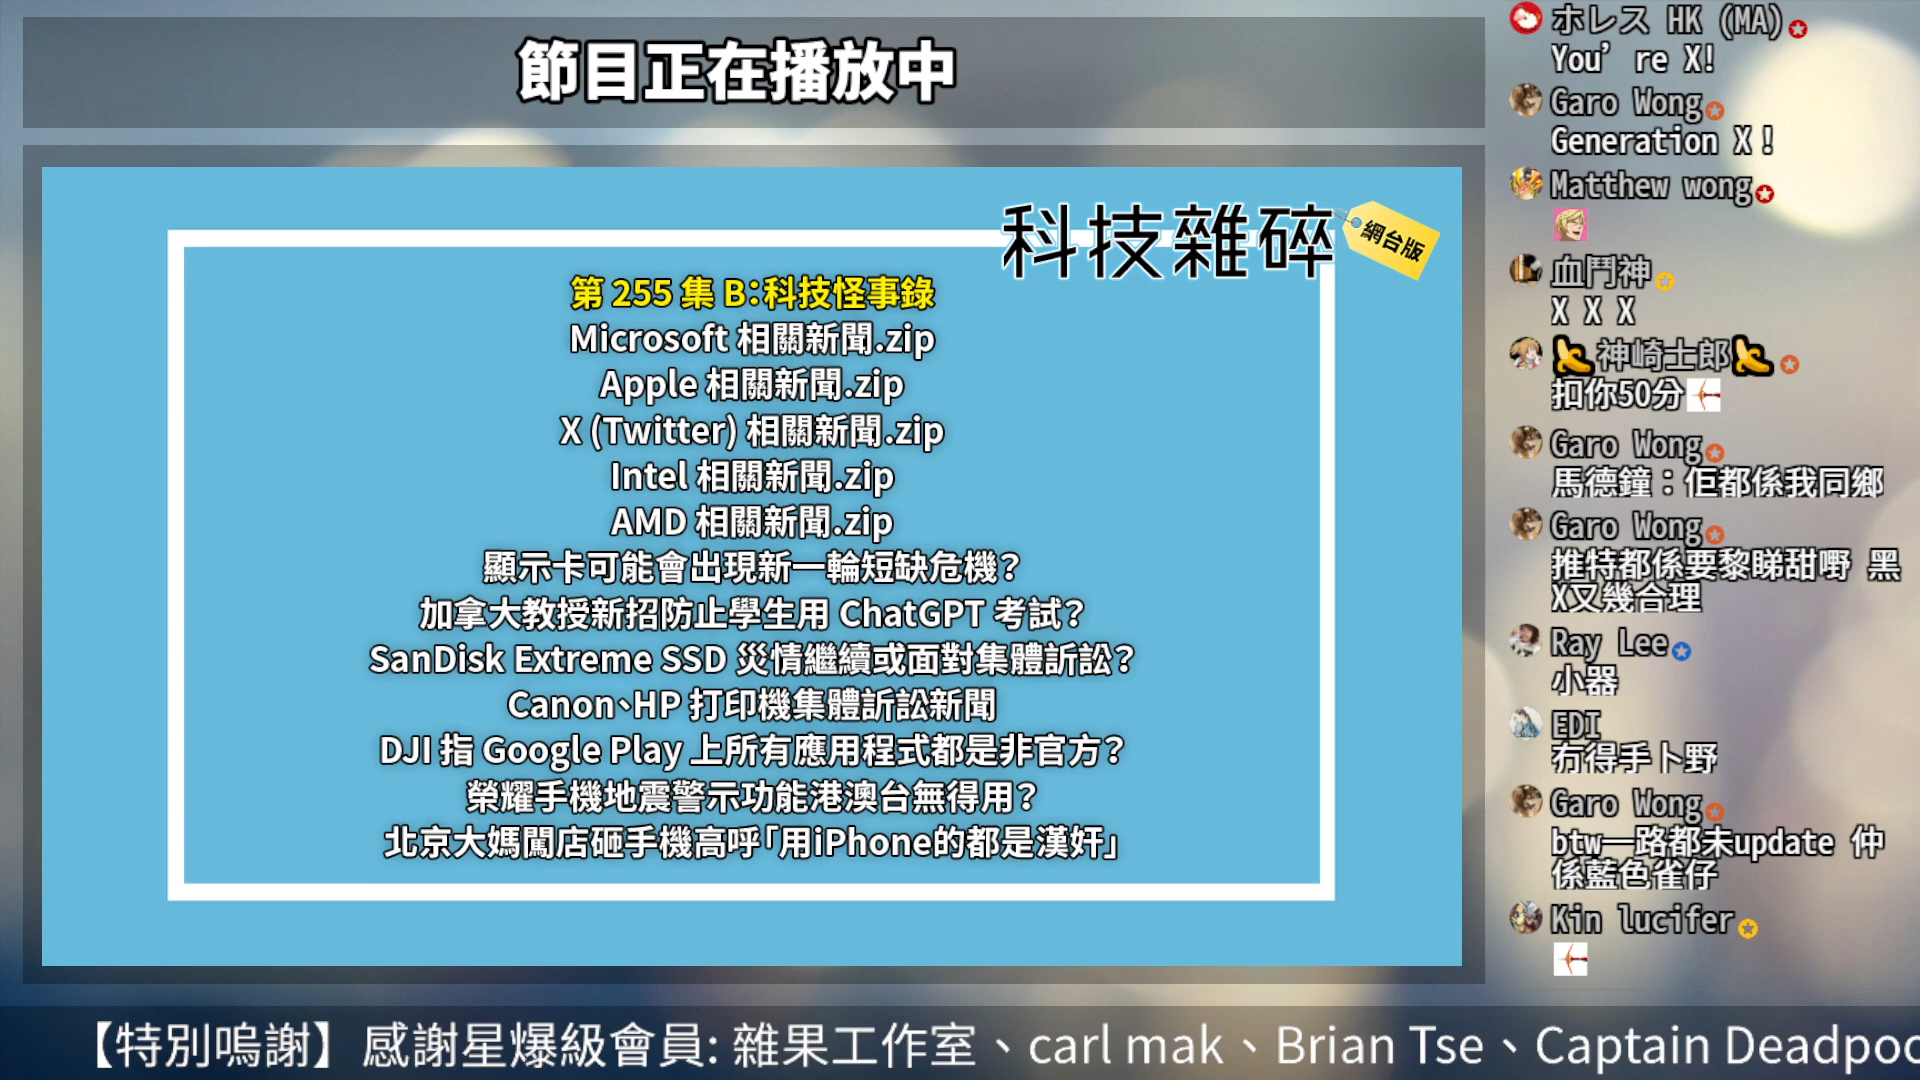 節目正在播放中
科技雜碎
網台版
第 255 集 B:科技怪事錄
Microsoft 相關新聞.zip
Apple 相關新聞.zip
X (Twitter) 相關新聞.zip
Intel 相關新聞.zip
AMD 相關新聞.zip
顯示卡可能會出現新一輪短缺危機?
加拿大教授新招防止學生用 ChatGPT 考試?
SanDisk Extreme SSD 災情繼續或面對集體訴訟?
Canon、HP 打印機集體訴訟新聞
DJI 指 Google Play 上所有應用程式都是非官方?
榮耀手機地震警示功能港澳台無得用?
北京大媽闖店砸手機高呼「用iPhone的都是漢奸」
ホレス HK (MA)
You’re X!
Garo Wong
Generation X！
Matthew wong
血鬥神
X X X
🍌神崎士郎🍌
扣你50分
Garo Wong
馬德鐘：佢都係我同鄉
Garo Wong
推特都係要黎睇甜嘢 黑
X又幾合理
Ray Lee
小器
EDI
冇得手卜野
Garo Wong
btw一路都未update 仲
係藍色雀仔
Kin lucifer
【特別嗚謝】感謝星爆級會員: 雜果工作室、carl mak、Brian Tse、Captain Deadpoo